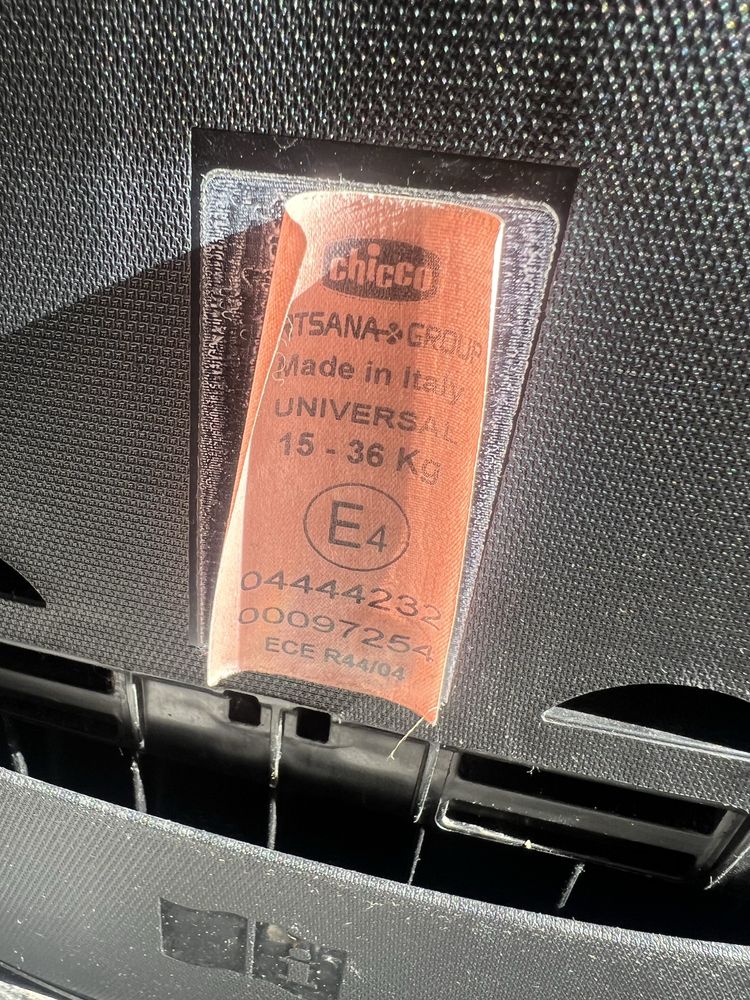 chicco
ARTSANA GROUP
Made in Italy
UNIVERSAL
15 - 36 Kg
E4
04444232
00097254
ECE R44/04